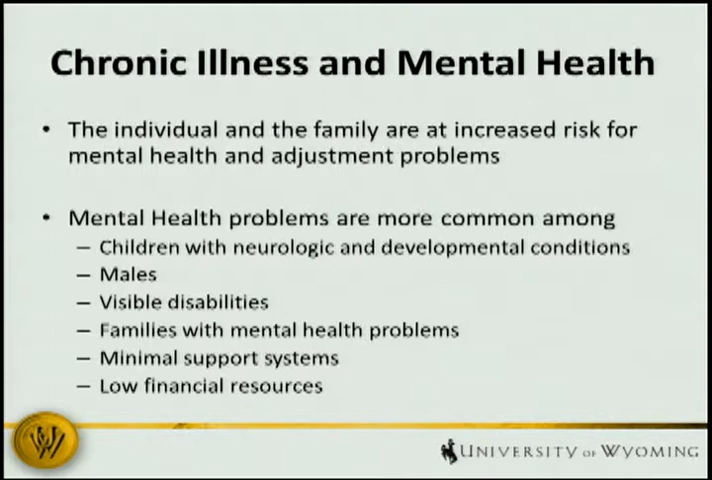 Chronic Illness and Mental Health
• The individual and the family are at increased risk for
mental health and adjustment problems
• Mental Health problems are more common among
– Children with neurologic and developmental conditions
– Males
– Visible disabilities
– Families with mental health problems
– Minimal support systems
– Low financial resources
W
UNIVERSITY OF WYOMING